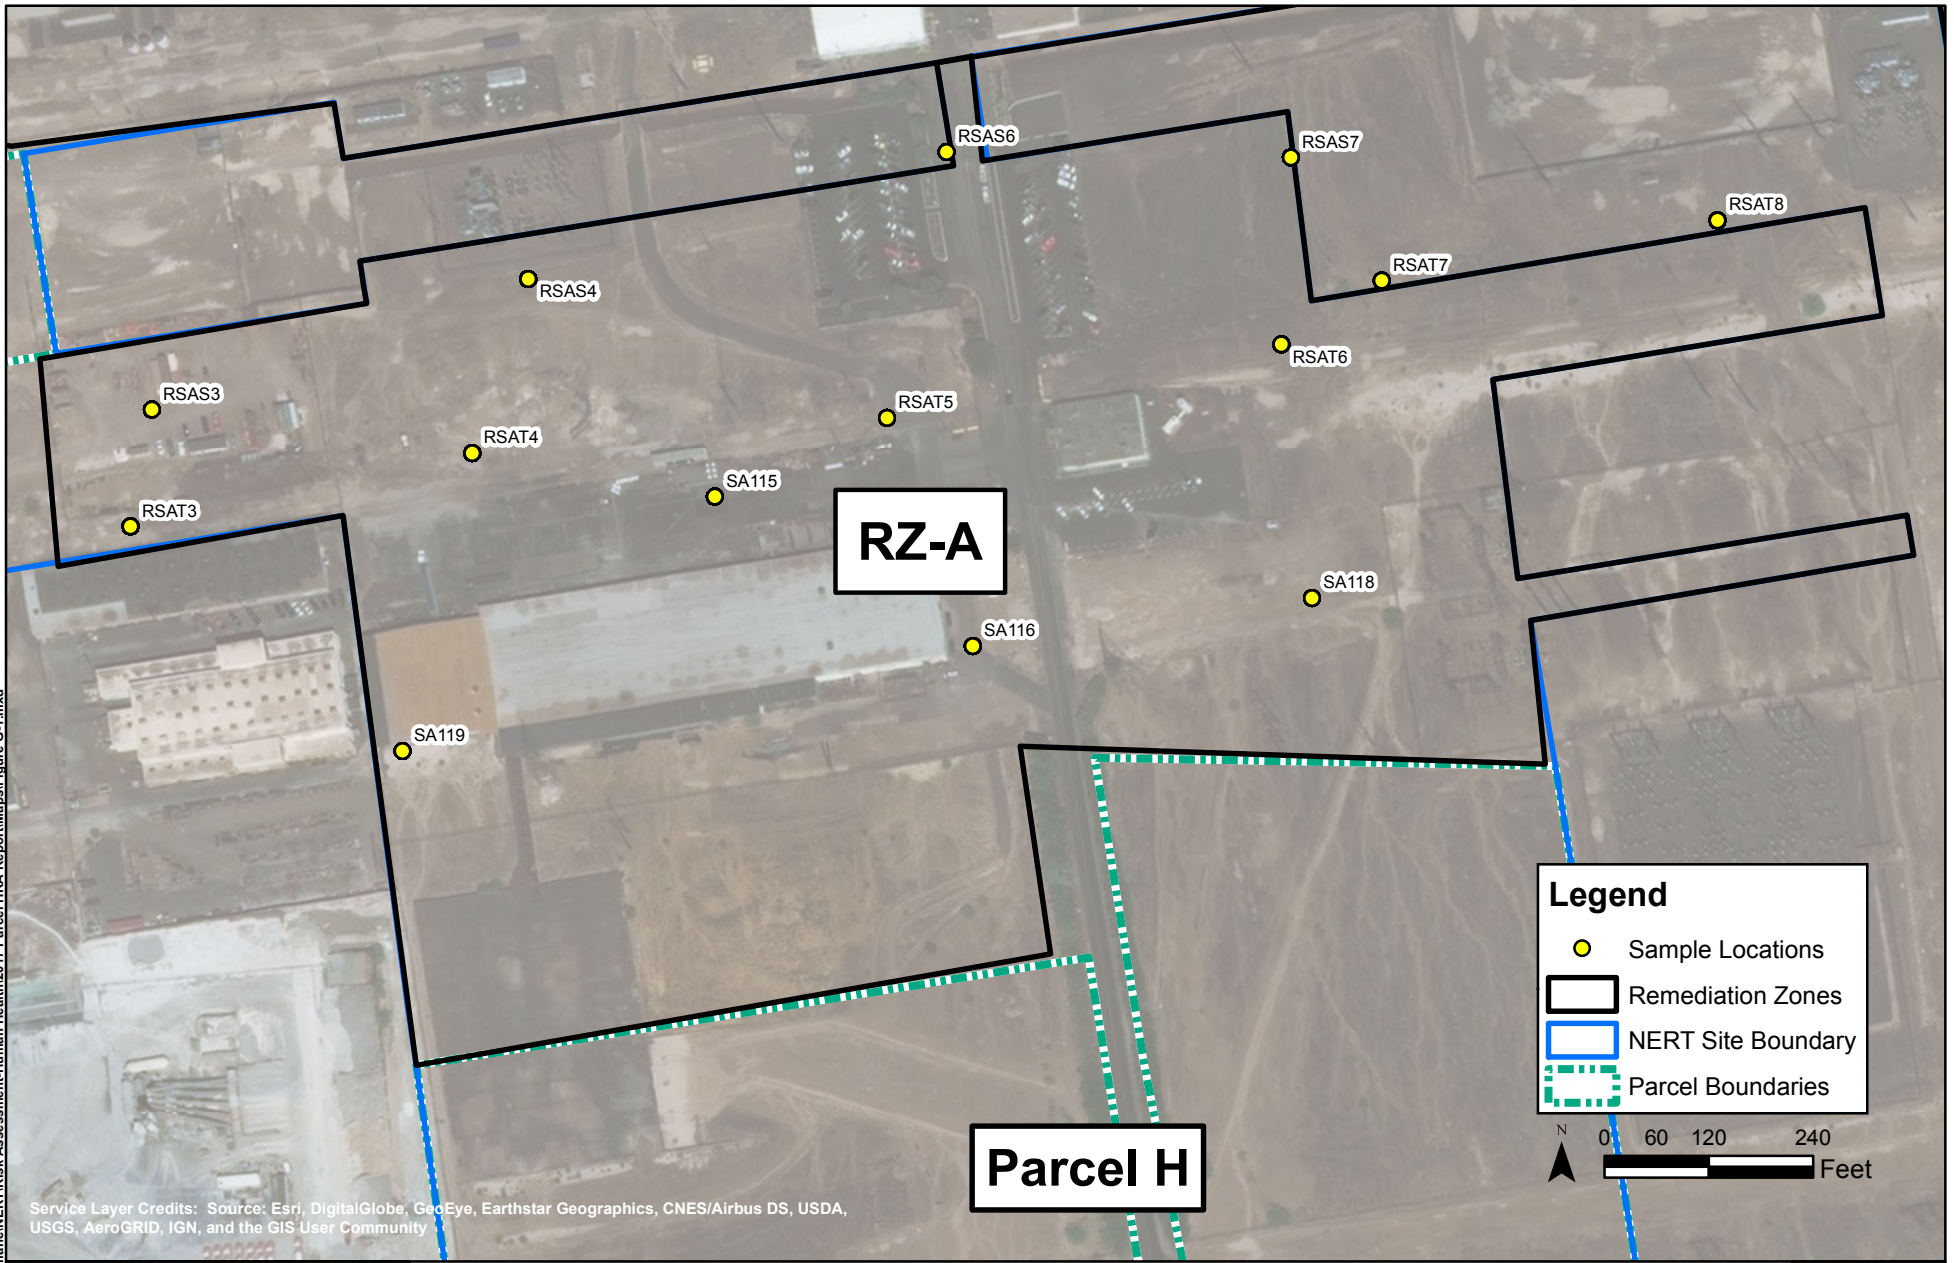 RSAS6
RSAS7
RSAT8
RSAT7
RSAS4
RSAT6
RSAS3
RSAT5
RSAT4
SA115
RSAT3
RZ-A
SA118
SA116
SA119
Legend
Sample Locations
Remediation Zones
NERT Site Boundary
Parcel Boundaries
N
0 60 120 240
Feet
Parcel H
Service Layer Credits: Source: Esri, DigitalGlobe, GeoEye, Earthstar Geographics, CNES/Airbus DS, USDA,
USGS, AeroGRID, IGN, and the GIS User Community